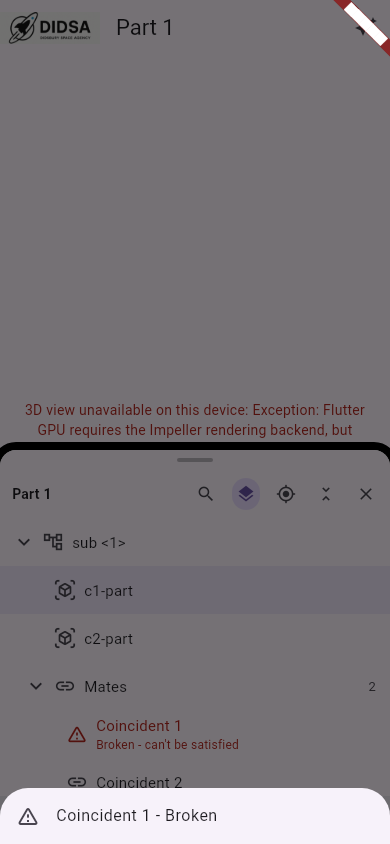 DIDSA
Part 1
3D view unavailable on this device: Exception: Flutter
GPU requires the Impeller rendering backend, but
Part 1
sub <1>
c1-part
c2-part
Mates
2
Coincident 1
Broken - can't be satisfied
Coincident 2
Coincident 1 - Broken